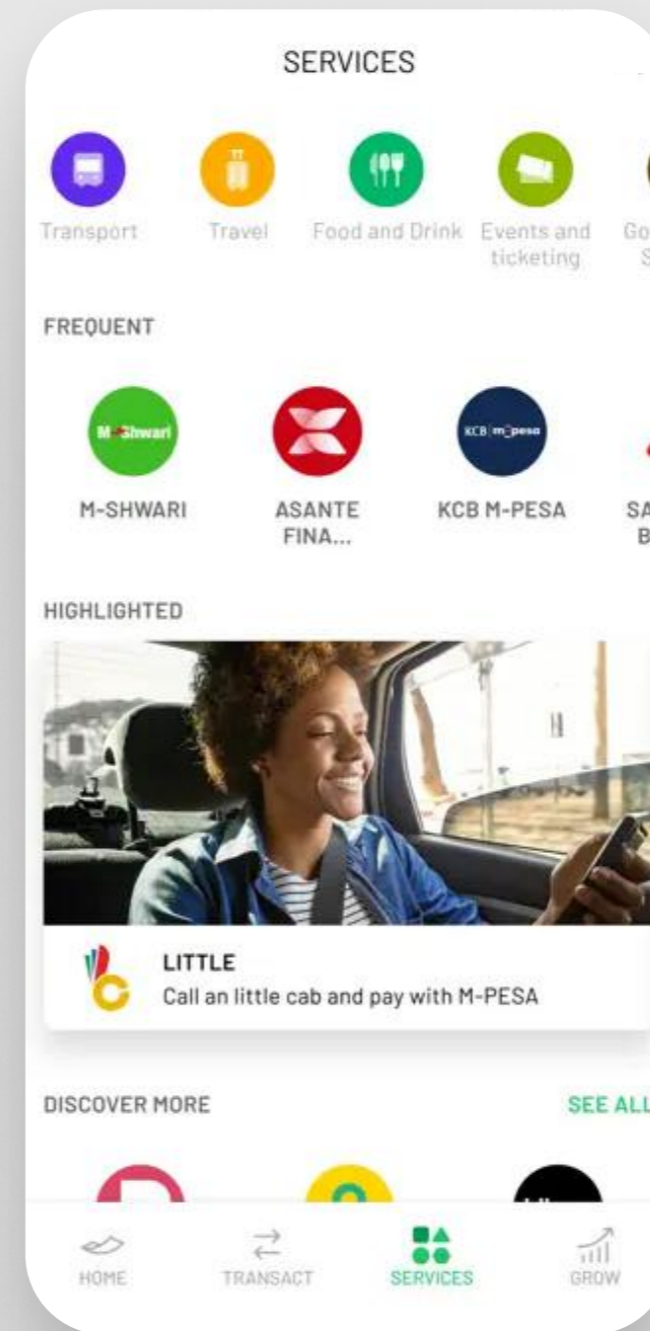 SERVICES
Transport
Travel
Food and Drink
Events and
ticketing
FREQUENT
M-Shwari
KCB m-pesa
M-SHWARI
ASANTE
FINA...
KCB M-PESA
HIGHLIGHTED
LITTLE
Call an little cab and pay with M-PESA
DISCOVER MORE
SEE ALL
HOME
TRANSACT
SERVICES
GROW